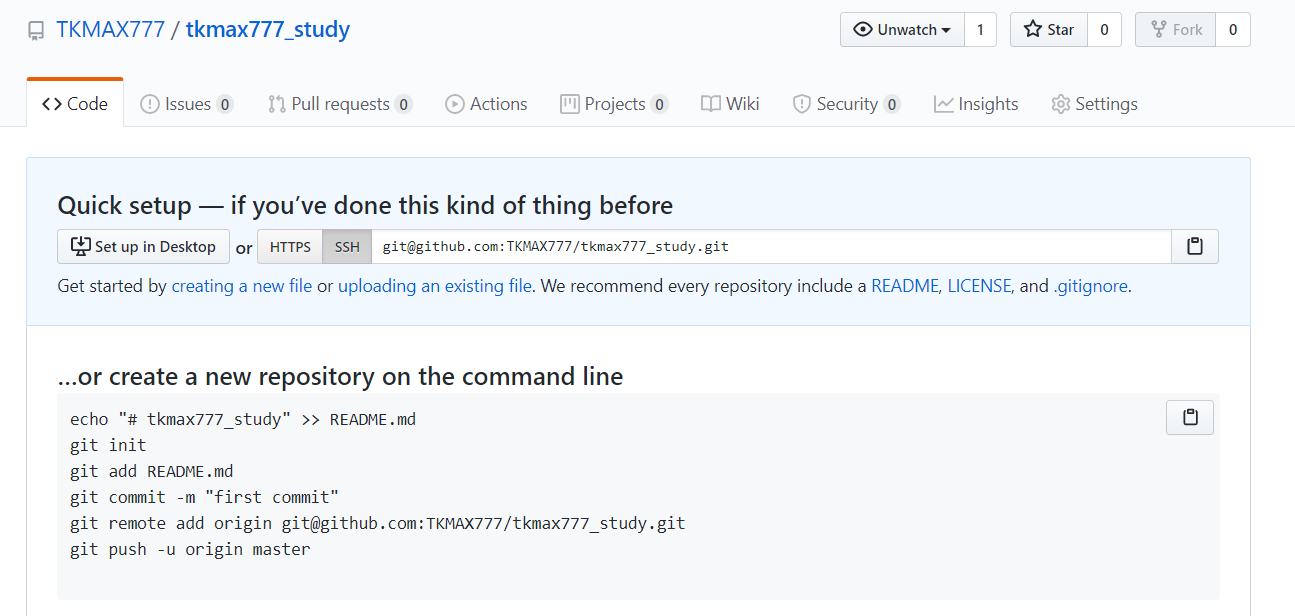 TKMAX777 / tkmax777_study
Unwatch 1 Star 0 Fork 0
Code Issues 0 Pull requests 0 Actions Projects 0 Wiki Security 0 Insights Settings
Quick setup — if you’ve done this kind of thing before
Set up in Desktop or HTTPS SSH git@github.com:TKMAX777/tkmax777_study.git
Get started by creating a new file or uploading an existing file. We recommend every repository include a README, LICENSE, and .gitignore.
…or create a new repository on the command line
echo "# tkmax777_study" >> README.md
git init
git add README.md
git commit -m "first commit"
git remote add origin git@github.com:TKMAX777/tkmax777_study.git
git push -u origin master